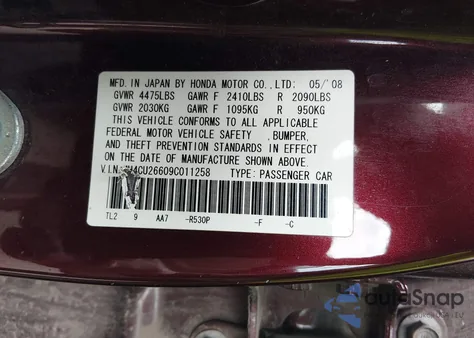 MFD. IN JAPAN BY HONDA MOTOR CO., LTD: 05/'08
GVWR 4475LBS GAWR F 2410LBS R 2090LBS
GVWR 2030KG GAWR F 1095KG R 950KG
THIS VEHICLE CONFORMS TO ALL APPLICABLE
FEDERAL MOTOR VEHICLE SAFETY ,BUMPER,
AND THEFT PREVENTION STANDARDS IN EFFECT
ON THE DATE OF MANUFACTURE SHOWN ABOVE.
V.I.N.: TYPE: PASSENGER CAR
TL2 9 AA7 -R530P -F -C
autoSnap